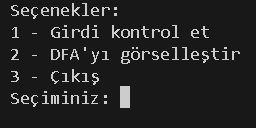 Seçenekler:
1 - Girdi kontrol et
2 - DFA'yı görselleştir
3 - Çıkış
Seçiminiz: